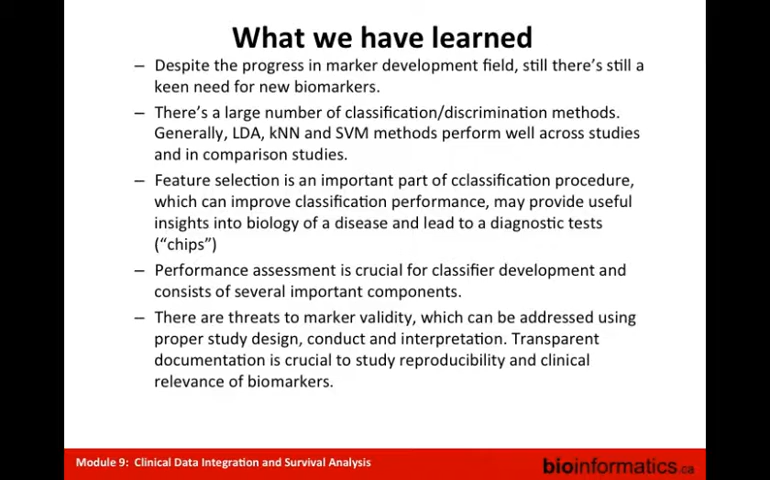 What we have learned
– Despite the progress in marker development field, still there's still a
keen need for new biomarkers.
– There's a large number of classification/discrimination methods.
Generally, LDA, kNN and SVM methods perform well across studies
and in comparison studies.
– Feature selection is an important part of cclassification procedure,
which can improve classification performance, may provide useful
insights into biology of a disease and lead to a diagnostic tests
("chips")
– Performance assessment is crucial for classifier development and
consists of several important components.
– There are threats to marker validity, which can be addressed using
proper study design, conduct and interpretation. Transparent
documentation is crucial to study reproducibility and clinical
relevance of biomarkers.
Module 9: Clinical Data Integration and Survival Analysis
bioinformatics.ca